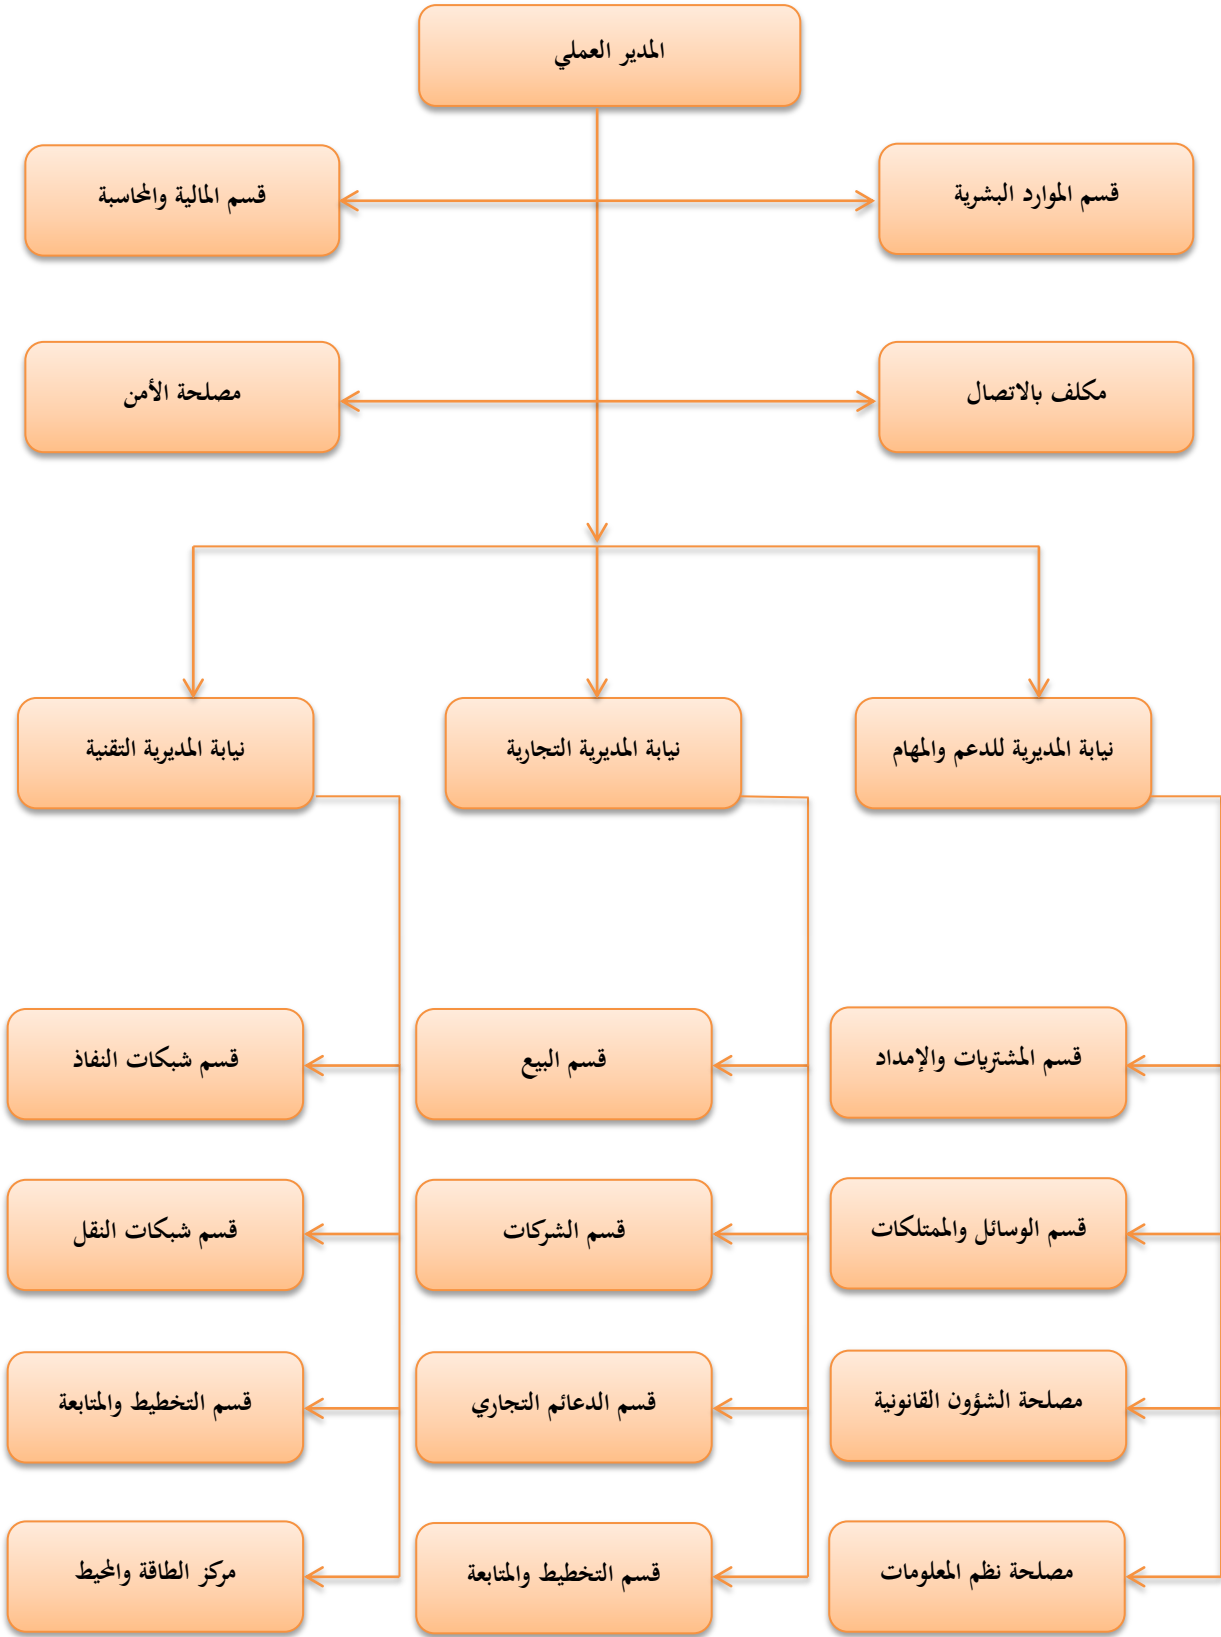 المدير العملي
قسم الموارد البشرية
قسم المالية والمحاسبة
مكلف بالاتصال
مصلحة الأمن
نيابة المديرية للدعم والمهام
نيابة المديرية التجارية
نيابة المديرية التقنية
قسم المشتريات والإمداد
قسم البيع
قسم شبكات النفاذ
قسم الوسائل والممتلكات
قسم الشركات
قسم شبكات النقل
مصلحة الشؤون القانونية
قسم الدعائم التجاري
قسم التخطيط والمتابعة
مصلحة نظم المعلومات
قسم التخطيط والمتابعة
مركز الطاقة والمحيط